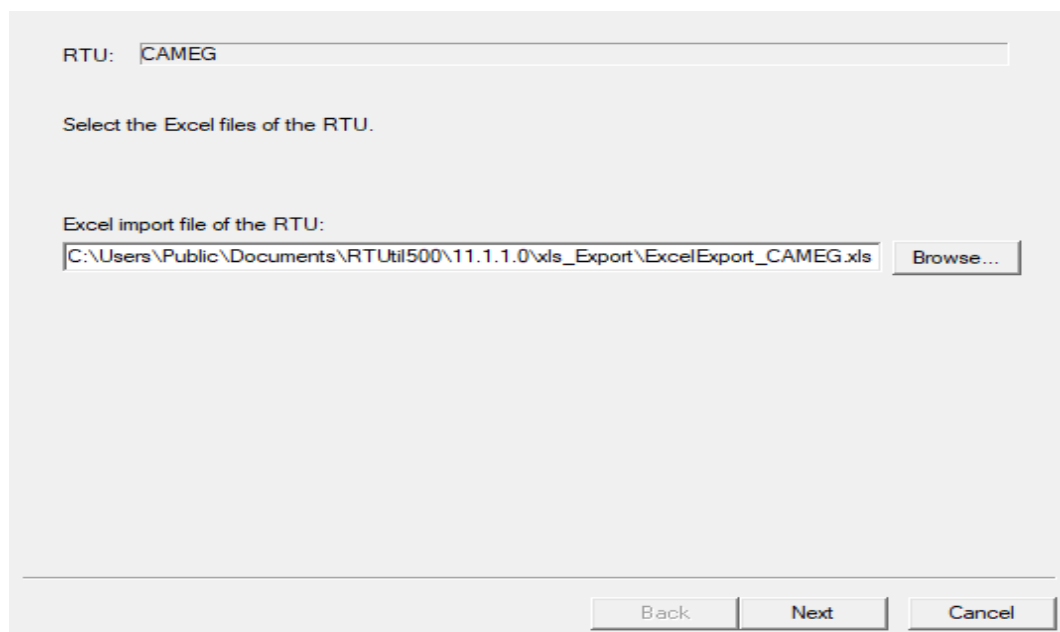 RTU: CAMEG
Select the Excel files of the RTU.
Excel import file of the RTU:
C:\Users\Public\Documents\RTUtil500\11.1.1.0\xls_Export\ExcelExport_CAMEG.xls Browse...
Back Next Cancel